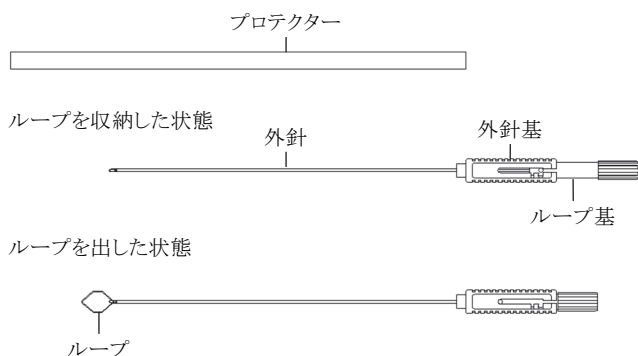 プロテクター
ループを収納した状態
外針
外針基
ループ基
ループを出した状態
ループ